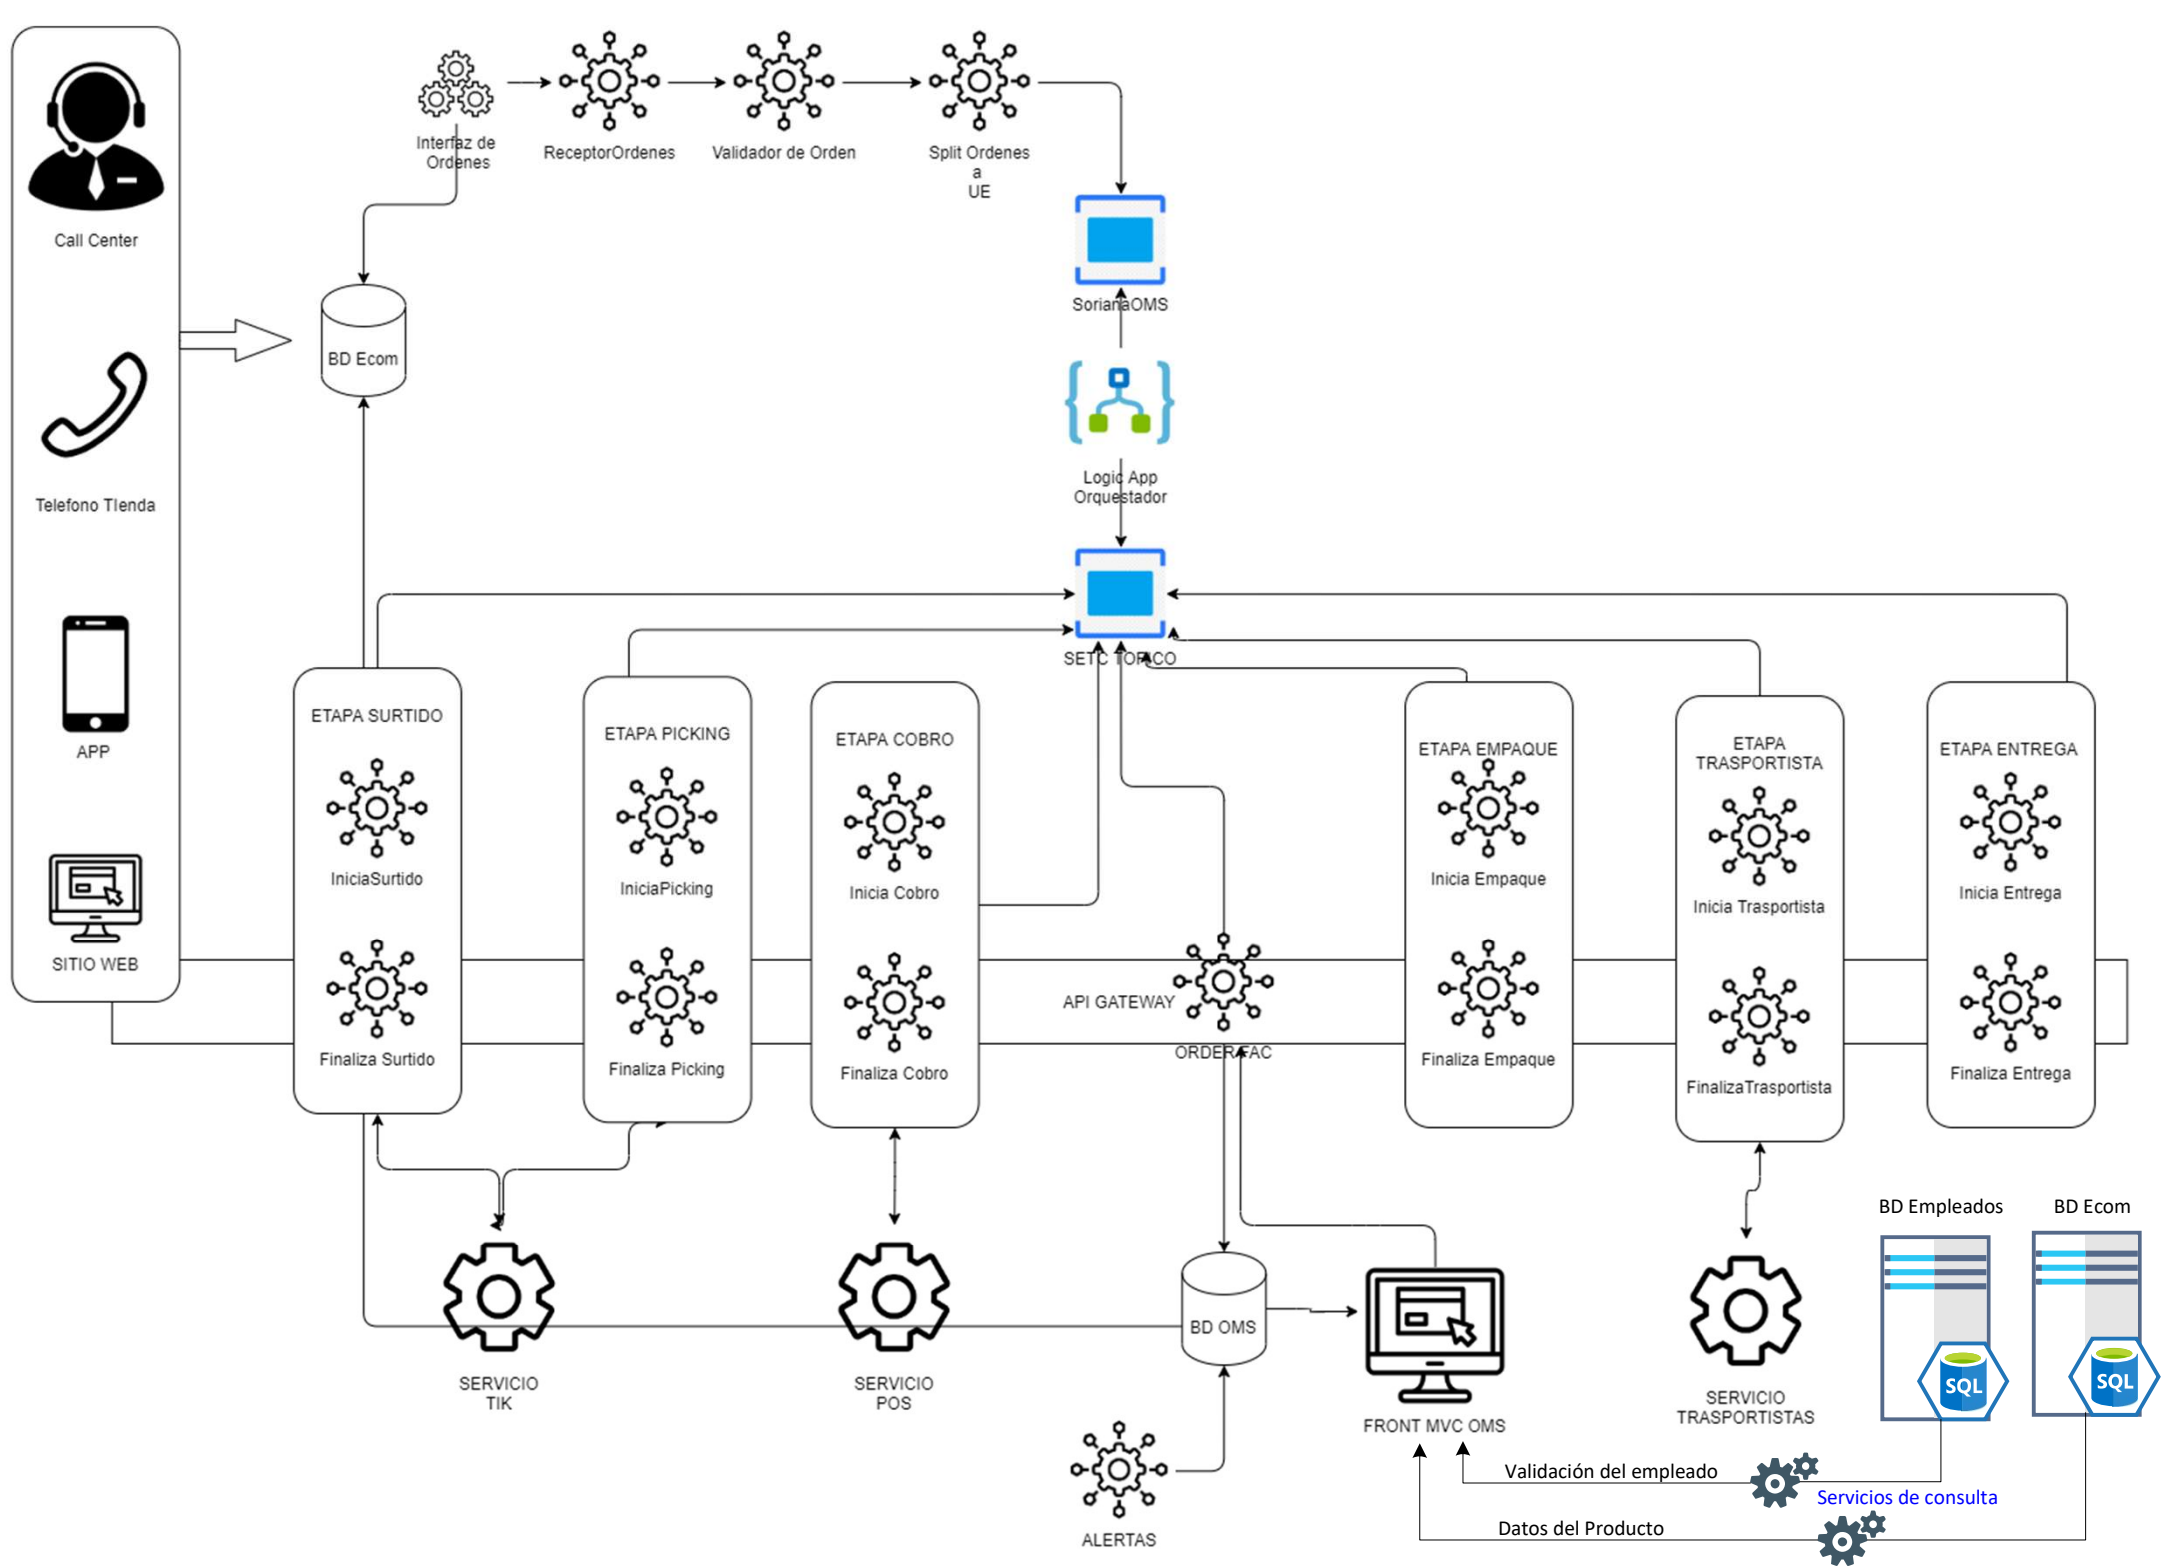 Call Center
Telefono TIenda
APP
SITIO WEB
Interfaz de
Ordenes
ReceptorOrdenes
Validador de Orden
Split Ordenes
a
UE
SorianaOMS
BD Ecom
Logic App
Orquestador
SETC TOPICO
ETAPA SURTIDO
IniciaSurtido
Finaliza Surtido
ETAPA PICKING
IniciaPicking
Finaliza Picking
ETAPA COBRO
Inicia Cobro
Finaliza Cobro
API GATEWAY
ORDER FAC
ETAPA EMPAQUE
Inicia Empaque
Finaliza Empaque
ETAPA
TRASPORTISTA
Inicia Trasportista
FinalizaTrasportista
ETAPA ENTREGA
Inicia Entrega
Finaliza Entrega
SERVICIO
TIK
SERVICIO
POS
BD OMS
FRONT MVC OMS
SERVICIO
TRASPORTISTAS
BD Empleados
BD Ecom
SQL
SQL
ALERTAS
Validación del empleado
Servicios de consulta
Datos del Producto